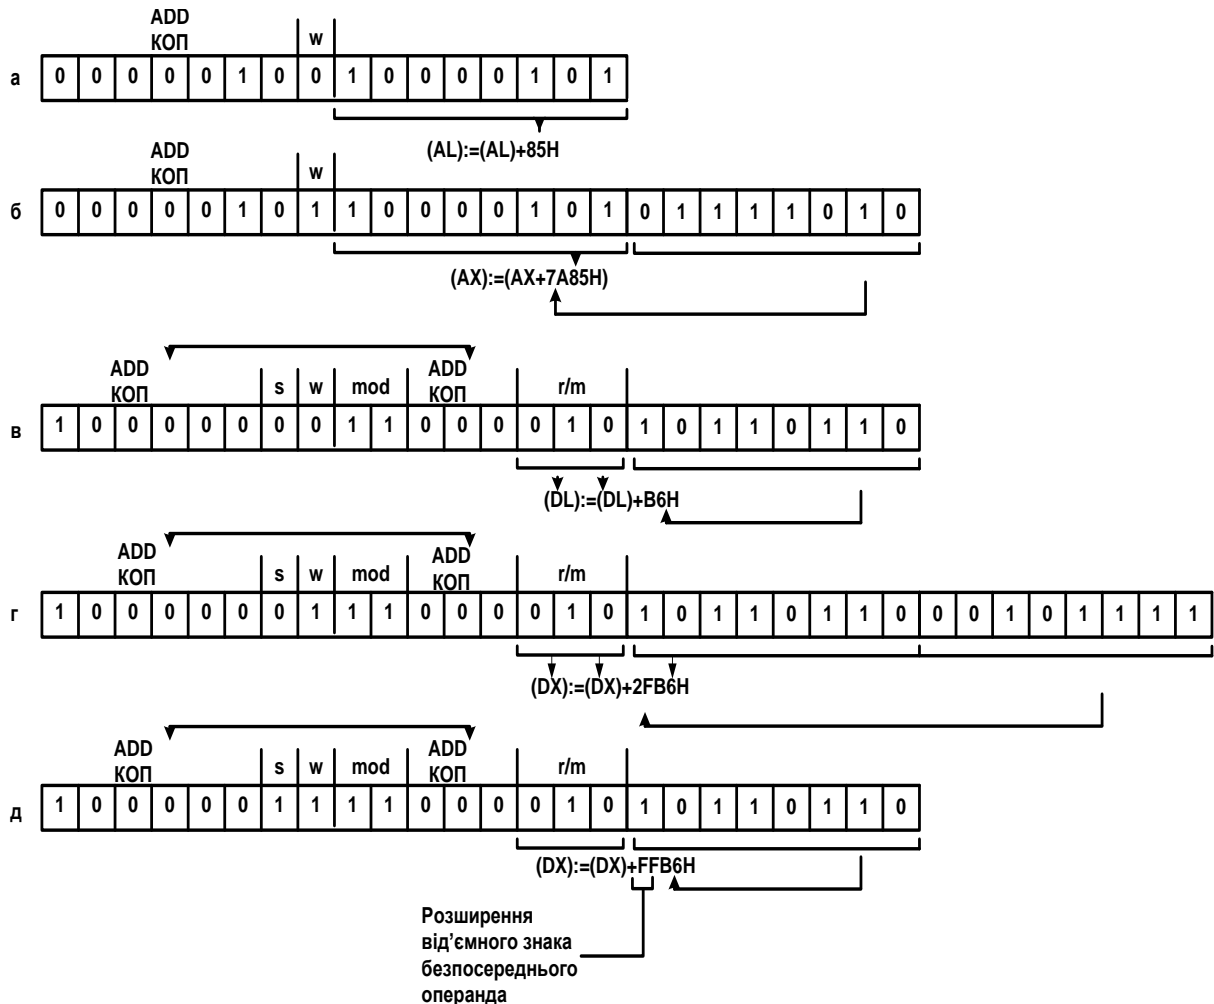 ADD
КОП w
а 0 0 0 0 0 1 0 0 1 0 0 0 0 1 0 1
(AL):=(AL)+85H
ADD
КОП w
б 0 0 0 0 0 1 0 1 1 0 0 0 0 1 0 1 0 1 1 1 1 0 1 0
(AX):=(AX+7A85H)
ADD ADD
КОП s w mod КОП r/m
в 1 0 0 0 0 0 0 0 1 1 0 0 0 0 1 0 1 0 1 1 0 1 1 0
(DL):=(DL)+B6H
ADD ADD
КОП s w mod КОП r/m
г 1 0 0 0 0 0 0 1 1 1 0 0 0 0 1 0 1 0 1 1 0 1 1 0 0 0 1 0 1 1 1 1
(DX):=(DX)+2FB6H
ADD ADD
КОП s w mod КОП r/m
д 1 0 0 0 0 0 1 1 1 1 0 0 0 0 1 0 1 0 1 1 0 1 1 0
(DX):=(DX)+FFB6H
Розширення
від’ємного знака
безпосереднього
операнда